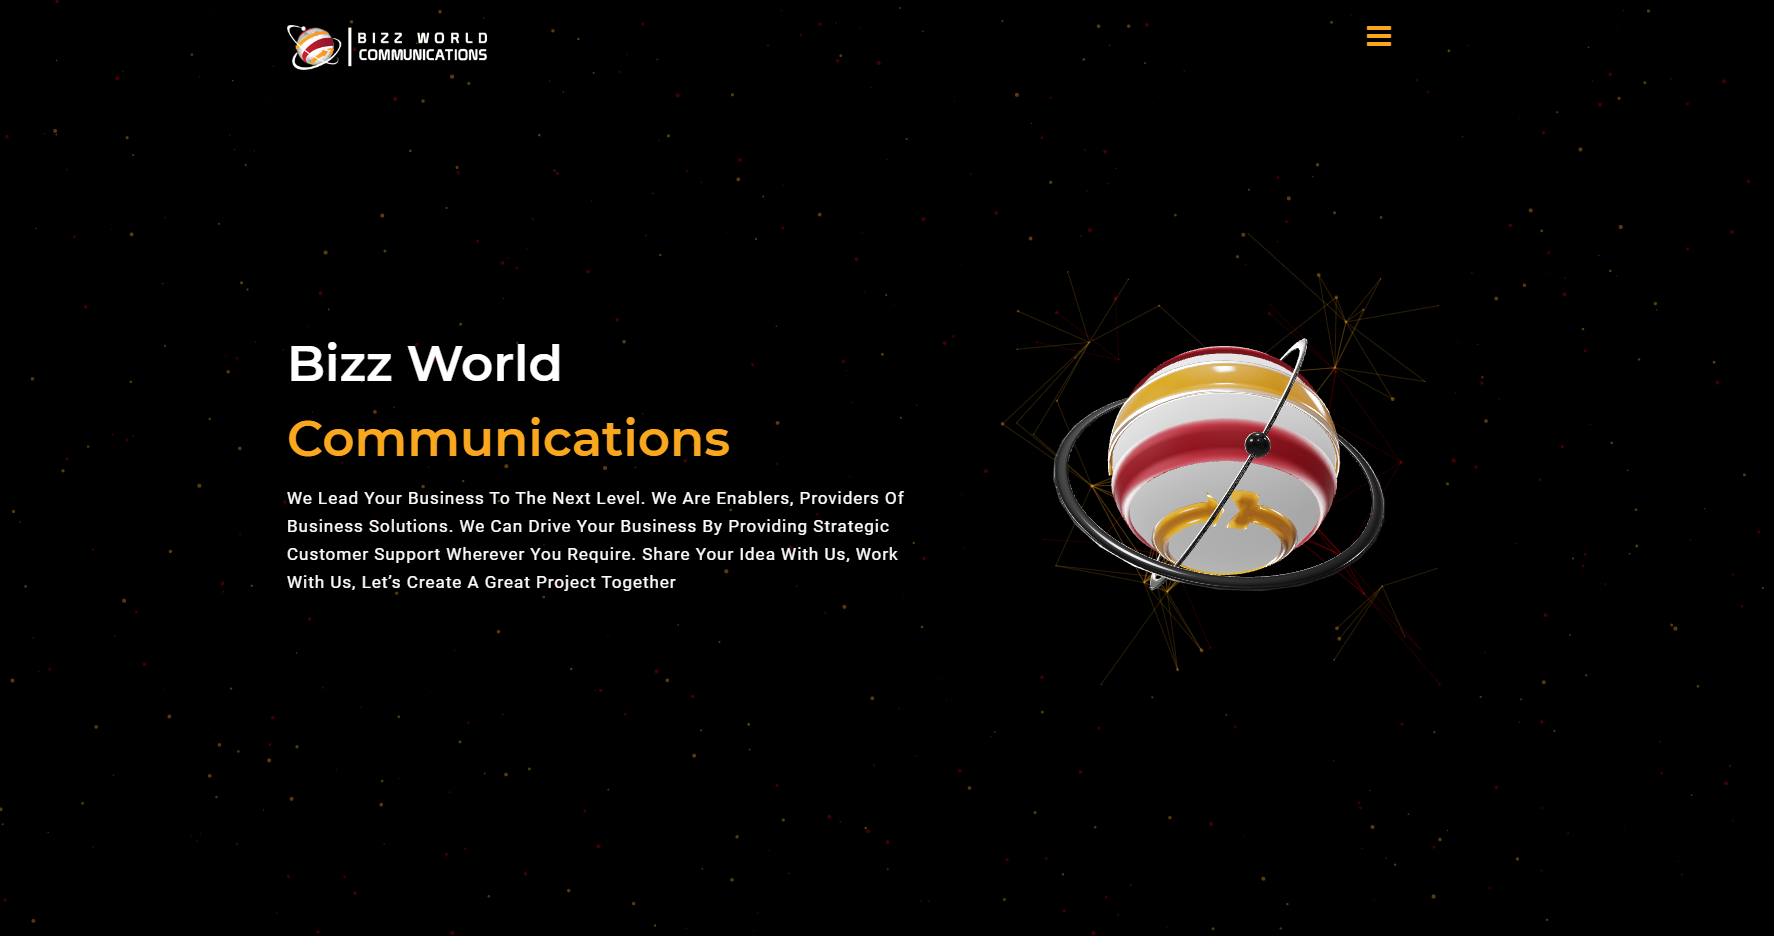 BIZZ WORLD
COMMUNICATIONS
Bizz World
Communications
We Lead Your Business To The Next Level. We Are Enablers, Providers Of
Business Solutions. We Can Drive Your Business By Providing Strategic
Customer Support Wherever You Require. Share Your Idea With Us, Work
With Us, Let’s Create A Great Project Together